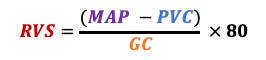 RVS = (MAP − PVC) / GC × 80